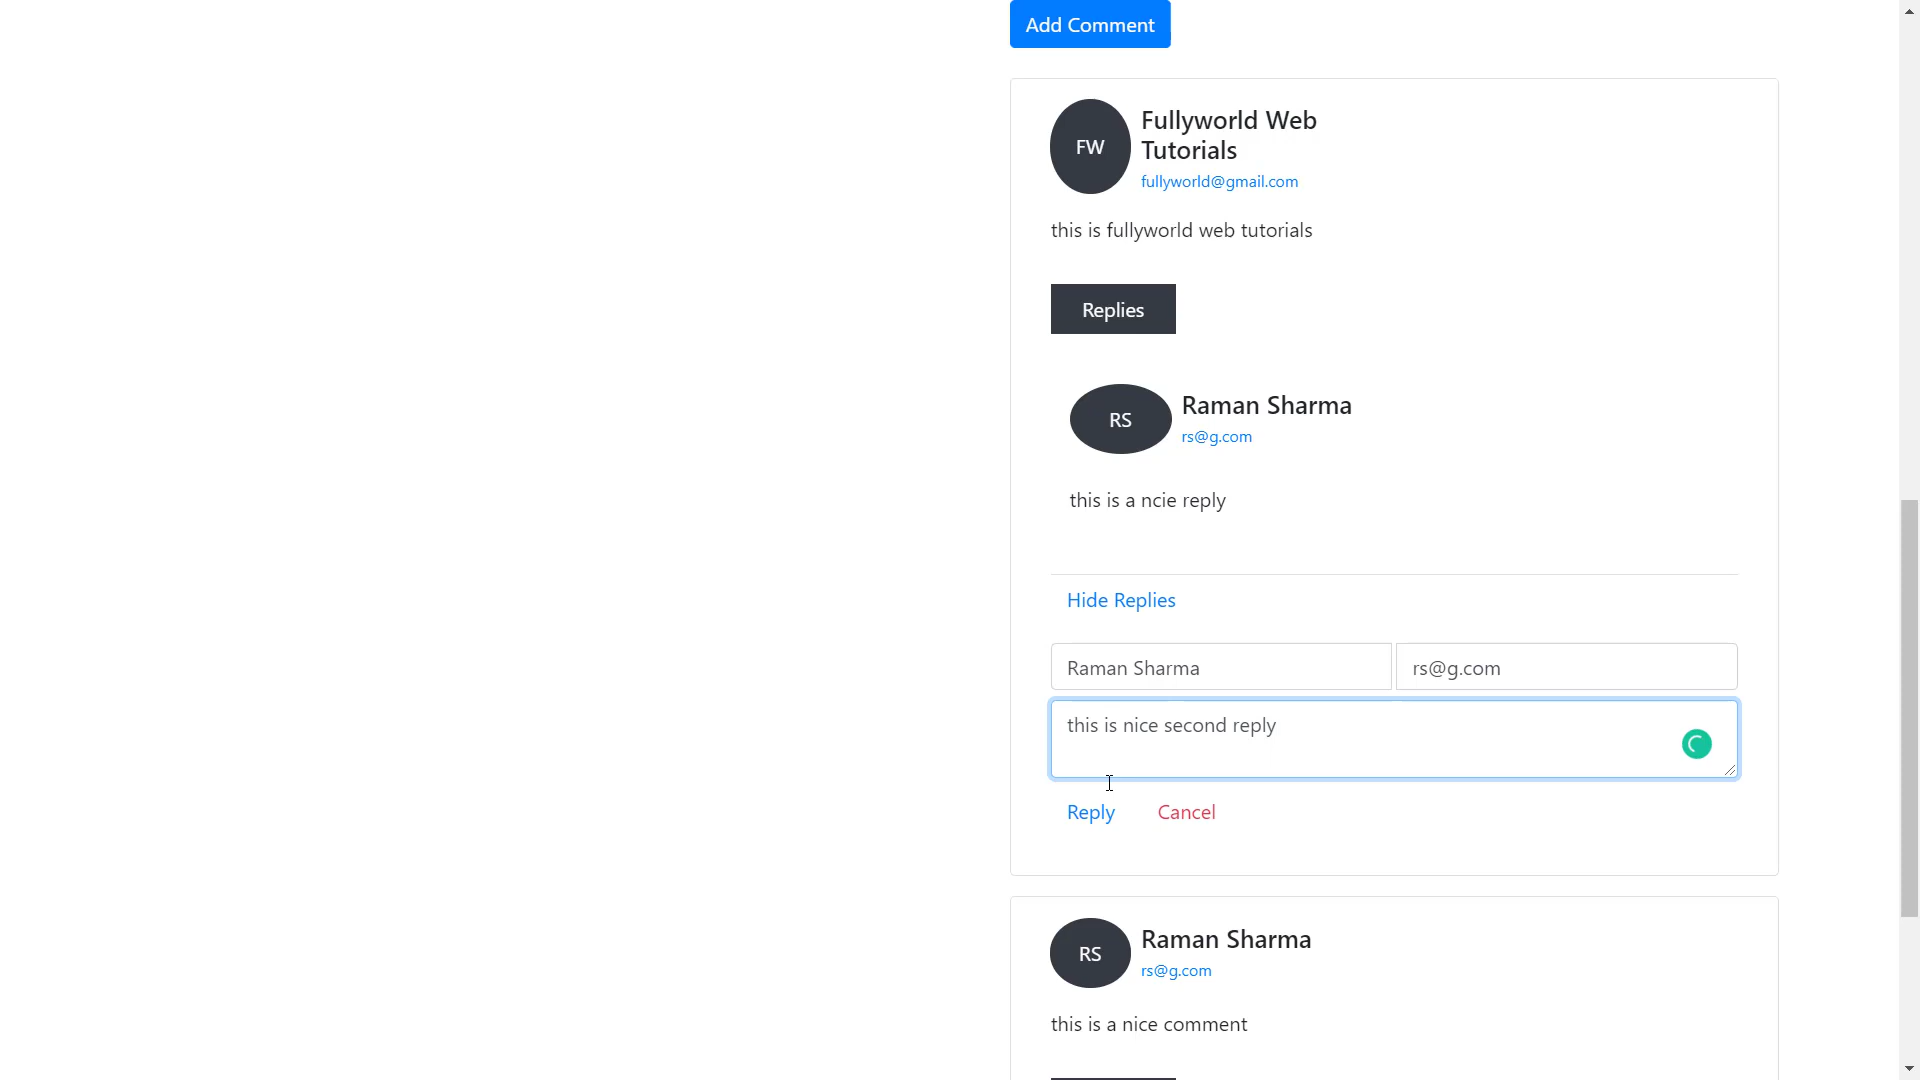 Add Comment
FW
Fullyworld Web
Tutorials
fullyworld@gmail.com
this is fullyworld web tutorials
Replies
RS
Raman Sharma
rs@g.com
this is a ncie reply
Hide Replies
Raman Sharma rs@g.com
this is nice second reply
Reply Cancel
RS
Raman Sharma
rs@g.com
this is a nice comment